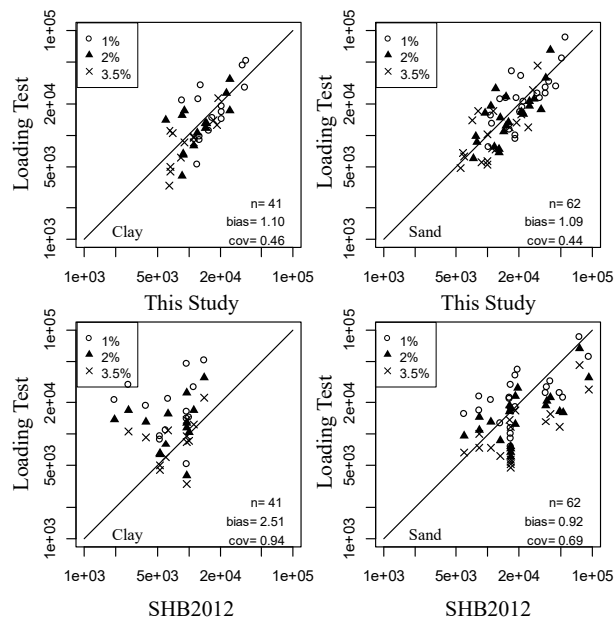 1e+05
2e+04
5e+03
1e+03
Loading Test
1%
2%
3.5%
n= 41
bias= 1.10
cov= 0.46
Clay
1e+03 5e+03 2e+04 1e+05
This Study
1e+05
2e+04
5e+03
1e+03
Loading Test
1%
2%
3.5%
n= 62
bias= 1.09
cov= 0.44
Sand
1e+03 5e+03 2e+04 1e+05
This Study
1e+05
2e+04
5e+03
1e+03
Loading Test
1%
2%
3.5%
n= 41
bias= 2.51
cov= 0.94
Clay
1e+03 5e+03 2e+04 1e+05
SHB2012
1e+05
2e+04
5e+03
1e+03
Loading Test
1%
2%
3.5%
n= 62
bias= 0.92
cov= 0.69
Sand
1e+03 5e+03 2e+04 1e+05
SHB2012